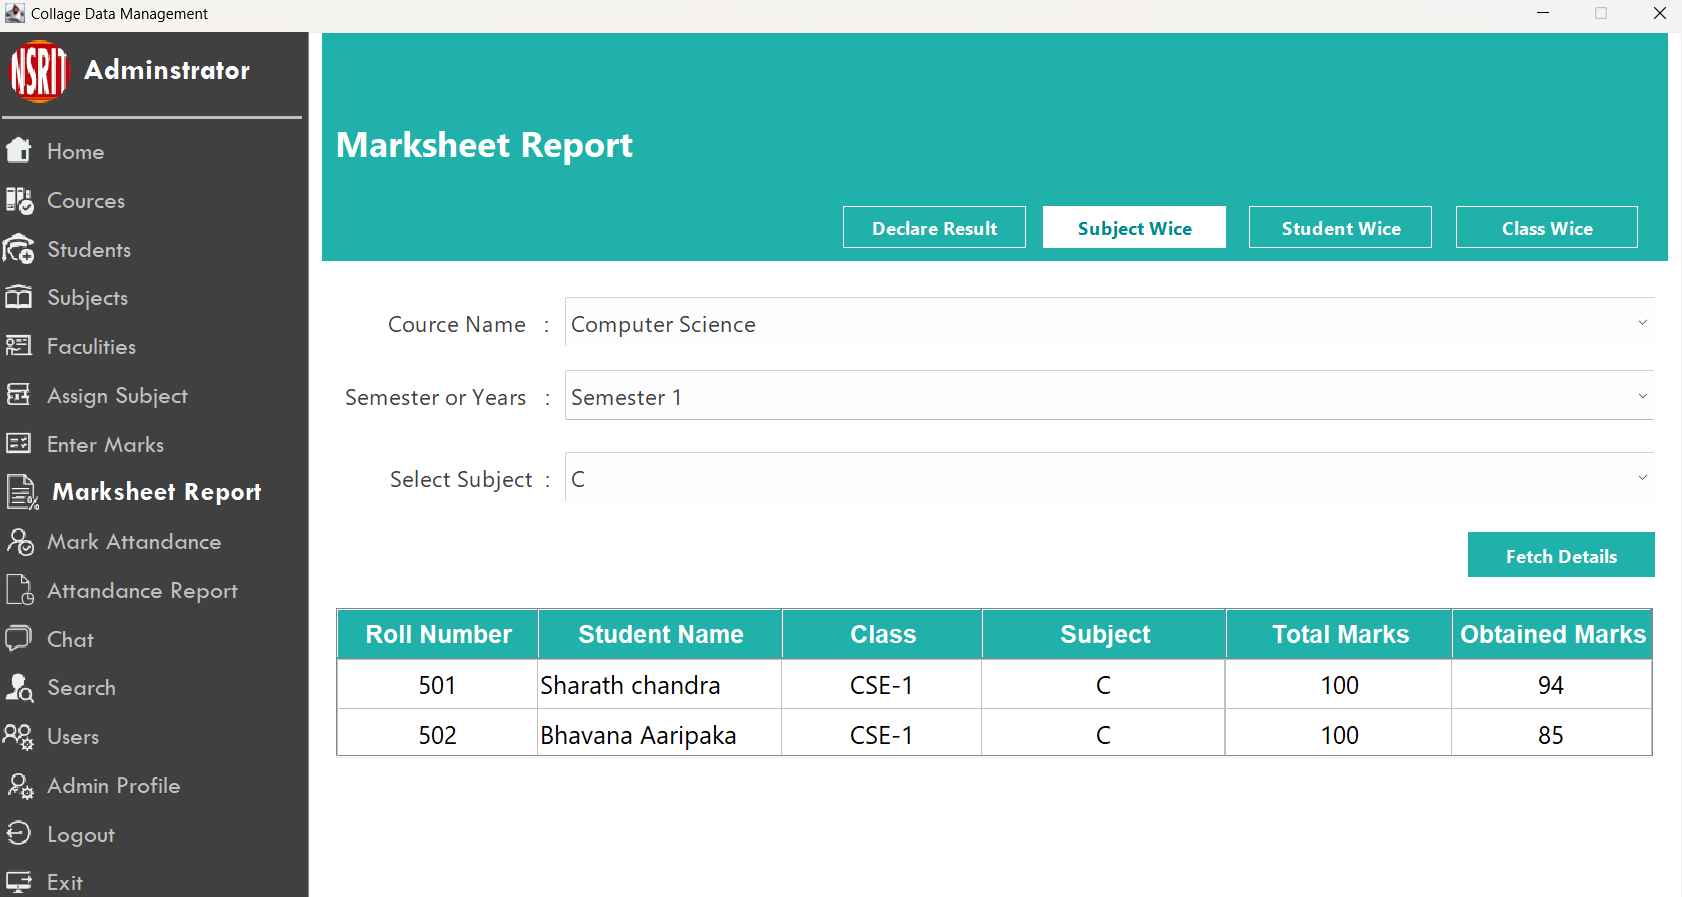 Collage Data Management
NSRIT
Adminstrator
Home
Cources
Students
Subjects
Faculities
Assign Subject
Enter Marks
Marksheet Report
Mark Attandance
Attandance Report
Chat
Search
Users
Admin Profile
Logout
Exit
Marksheet Report
Declare Result Subject Wice Student Wice Class Wice
Cource Name : Computer Science
Semester or Years : Semester 1
Select Subject : C
Fetch Details
Roll Number Student Name Class Subject Total Marks Obtained Marks
501 Sharath chandra CSE-1 C 100 94
502 Bhavana Aaripaka CSE-1 C 100 85